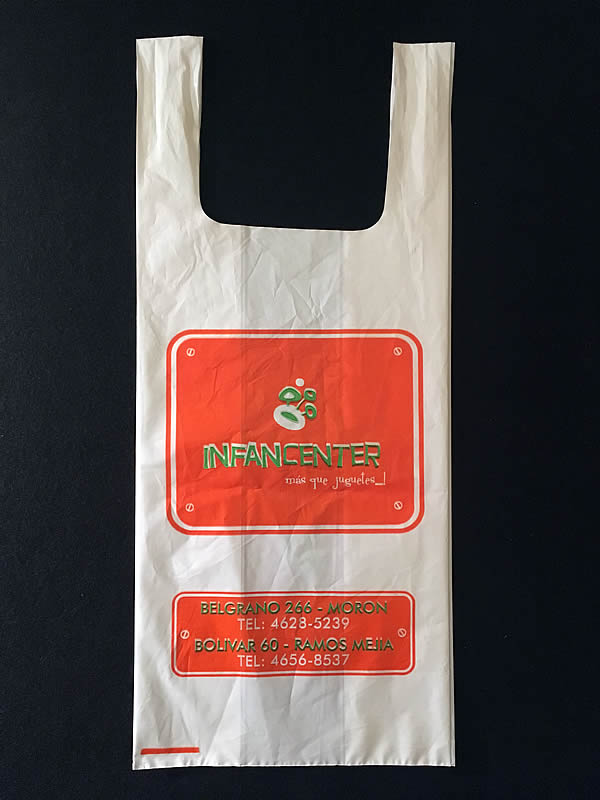 INFANCENTER
más que juguetes...!
BELGRANO 266 - MORON
TEL: 4628-5239
BOLIVAR 60 - RAMOS MEJIA
TEL: 4656-8537